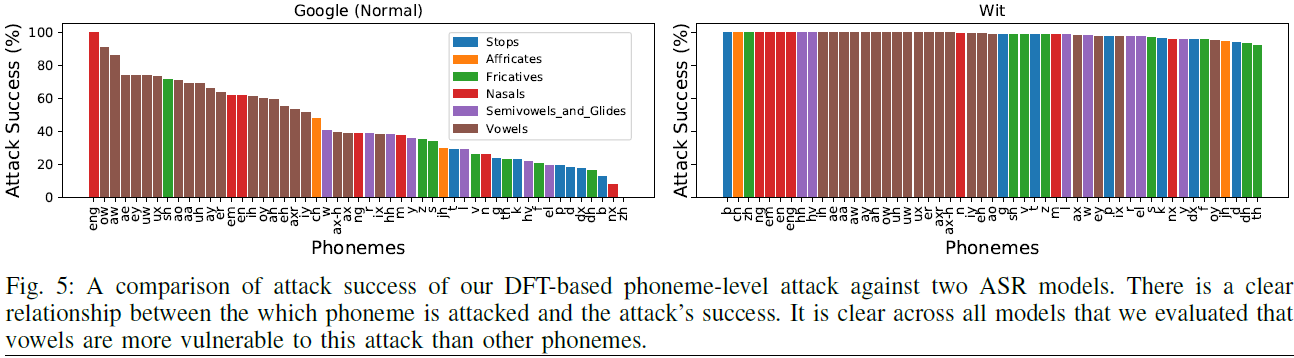 Google (Normal)
Attack Success (%)
100
80
60
40
20
0
Stops
Affricates
Fricatives
Nasals
Semivowels_and_Glides
Vowels
eng ow aw ae ey uw ux sh ao aa uh ay er em en ih oy ah eh axr iy ch w ax-h ax ng r ix hh m y z s jh t l v n g th k hv f el p d dx dh b nx zh
Phonemes
Wit
Attack Success (%)
b ch zh ng em en eng hh hv ih ae aa aw ay ah ow uh uw ux er axr ax-h n iy eh ao g sh v t z m l ax w ey p ix r el s k nx y dx f oy jh d dh th
Phonemes
Fig. 5: A comparison of attack success of our DFT-based phoneme-level attack against two ASR models. There is a clear
relationship between the which phoneme is attacked and the attack's success. It is clear across all models that we evaluated that
vowels are more vulnerable to this attack than other phonemes.